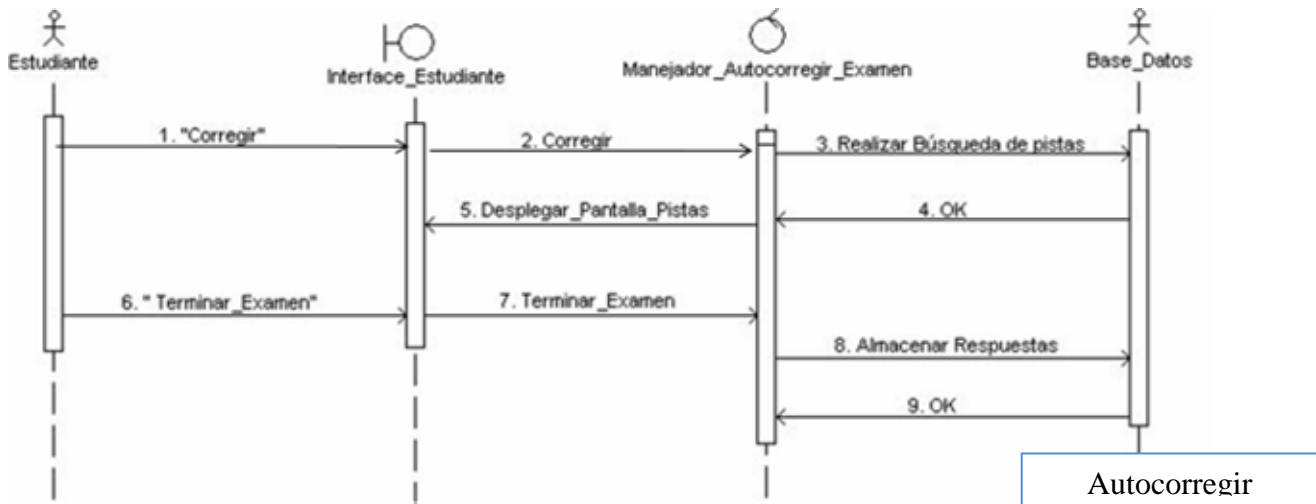 Estudiante
Interface_Estudiante
Manejador_Autocorregir_Examen
Base_Datos
1. "Corregir"
2. Corregir
3. Realizar Búsqueda de pistas
4. OK
5. Desplegar_Pantalla_Pistas
6. " Terminar_Examen"
7. Terminar_Examen
8. Almacenar Respuestas
9. OK
Autocorregir